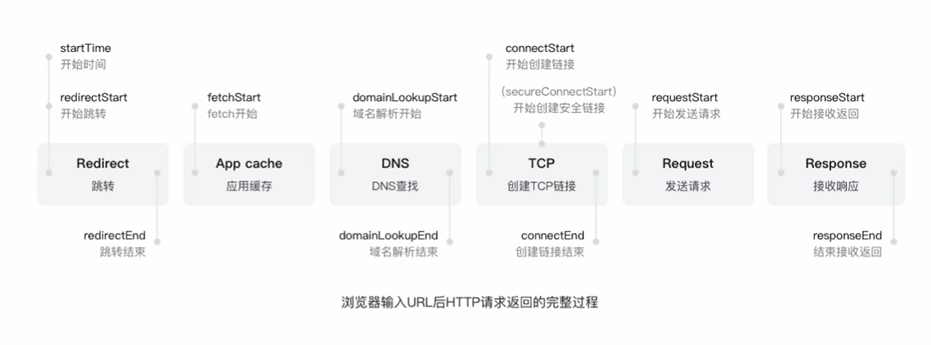 startTime
开始时间
redirectStart
开始跳转
fetchStart
fetch开始
domainLookupStart
域名解析开始
connectStart
开始创建链接
(secureConnectStart)
开始创建安全链接
requestStart
开始发送请求
responseStart
开始接收返回
Redirect
跳转
App cache
应用缓存
DNS
DNS查找
TCP
创建TCP链接
Request
发送请求
Response
接收响应
redirectEnd
跳转结束
domainLookupEnd
域名解析结束
connectEnd
创建链接结束
responseEnd
结束接收返回
浏览器输入URL后HTTP请求返回的完整过程